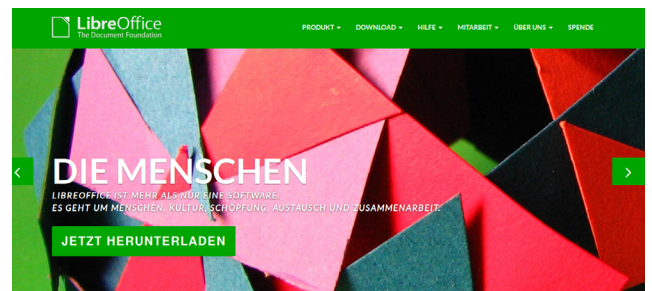 LibreOffice
The Document Foundation
PRODUKT DOWNLOAD HILFE MITARBEIT ÜBER UNS SPENDE
DIE MENSCHEN
LIBREOFFICE IST MEHR ALS NUR EINE SOFTWARE.
ES GEHT UM MENSCHEN, KULTUR, SCHÖPFUNG, AUSTAUSCH UND ZUSAMMENARBEIT.
JETZT HERUNTERLADEN